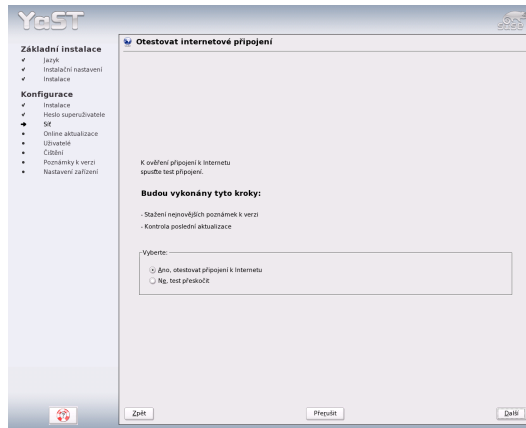 YaST
SUSE
Otestovat internetové připojení
Základní instalace
Jazyk
Instalační nastavení
Instalace
Konfigurace
Instalace
Heslo superuživatele
Síť
Online aktualizace
Uživatelé
Čištění
Poznámky k verzi
Nastavení zařízení
K ověření připojení k Internetu
spusťte test připojení.
Budou vykonány tyto kroky:
- Stažení nejnovějších poznámek k verzi
- Kontrola poslední aktualizace
Vyberte:
Ano, otestovat připojení k Internetu
Ne, test přeskočit
Zpět
Přerušit
Další